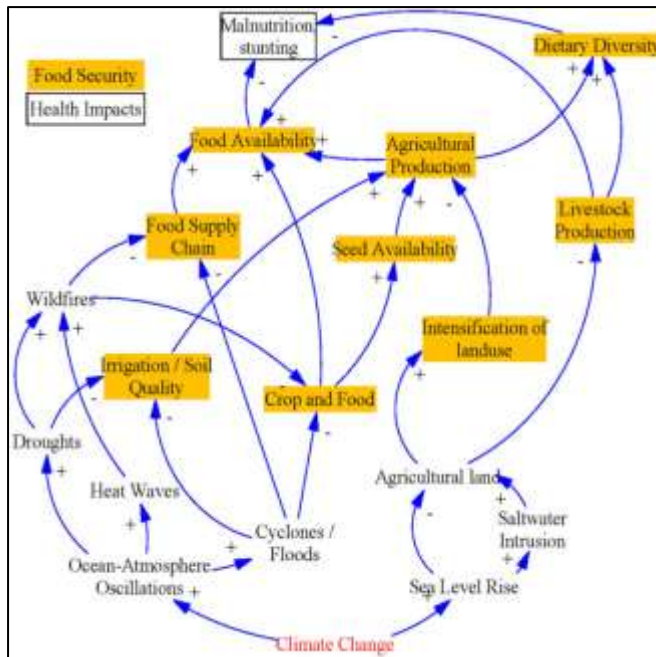 Malnutrition,
stunting
Dietary Diversity
Food Security
Health Impacts
Food Availability
Agricultural
Production
Food Supply
Chain
Seed Availability
Livestock
Production
Wildfires
Intensification of
landuse
Irrigation / Soil
Quality
Crop and Food
Droughts
Heat Waves
Agricultural land
Saltwater
Intrusion
Cyclones /
Floods
Ocean-Atmosphere
Oscillations
Sea Level Rise
Climate Change